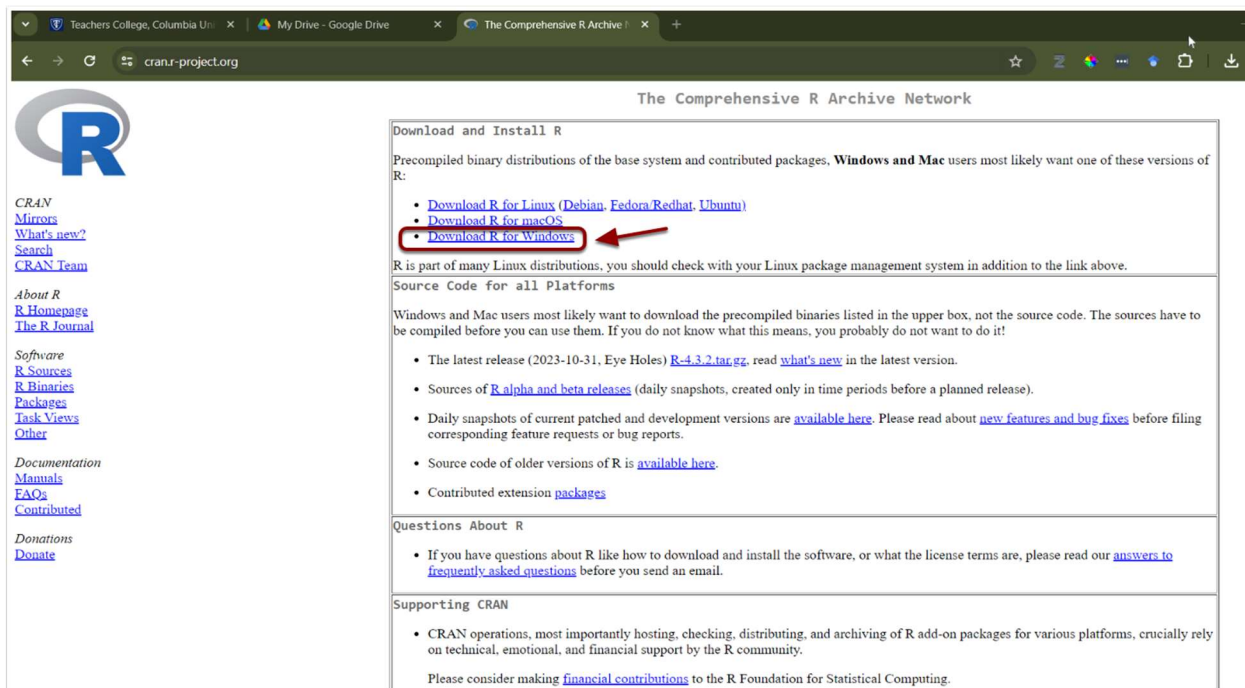 Teachers College, Columbia Uni
My Drive - Google Drive
The Comprehensive R Archive N
cran.r-project.org
The Comprehensive R Archive Network
R
CRAN
Mirrors
What's new?
Search
CRAN Team
About R
R Homepage
The R Journal
Software
R Sources
R Binaries
Packages
Task Views
Other
Documentation
Manuals
FAQs
Contributed
Donations
Donate
Download and Install R
Precompiled binary distributions of the base system and contributed packages, Windows and Mac users most likely want one of these versions of
R:
• Download R for Linux (Debian, Fedora/Redhat, Ubuntu)
• Download R for macOS
• Download R for Windows
R is part of many Linux distributions, you should check with your Linux package management system in addition to the link above.
Source Code for all Platforms
Windows and Mac users most likely want to download the precompiled binaries listed in the upper box, not the source code. The sources have to
be compiled before you can use them. If you do not know what this means, you probably do not want to do it!
• The latest release (2023-10-31, Eye Holes) R-4.3.2.tar.gz, read what's new in the latest version.
• Sources of R alpha and beta releases (daily snapshots, created only in time periods before a planned release).
• Daily snapshots of current patched and development versions are available here. Please read about new features and bug fixes before filing
corresponding feature requests or bug reports.
• Source code of older versions of R is available here.
• Contributed extension packages
Questions About R
• If you have questions about R like how to download and install the software, or what the license terms are, please read our answers to
frequently asked questions before you send an email.
Supporting CRAN
• CRAN operations, most importantly hosting, checking, distributing, and archiving of R add-on packages for various platforms, crucially rely
on technical, emotional, and financial support by the R community.
Please consider making financial contributions to the R Foundation for Statistical Computing.